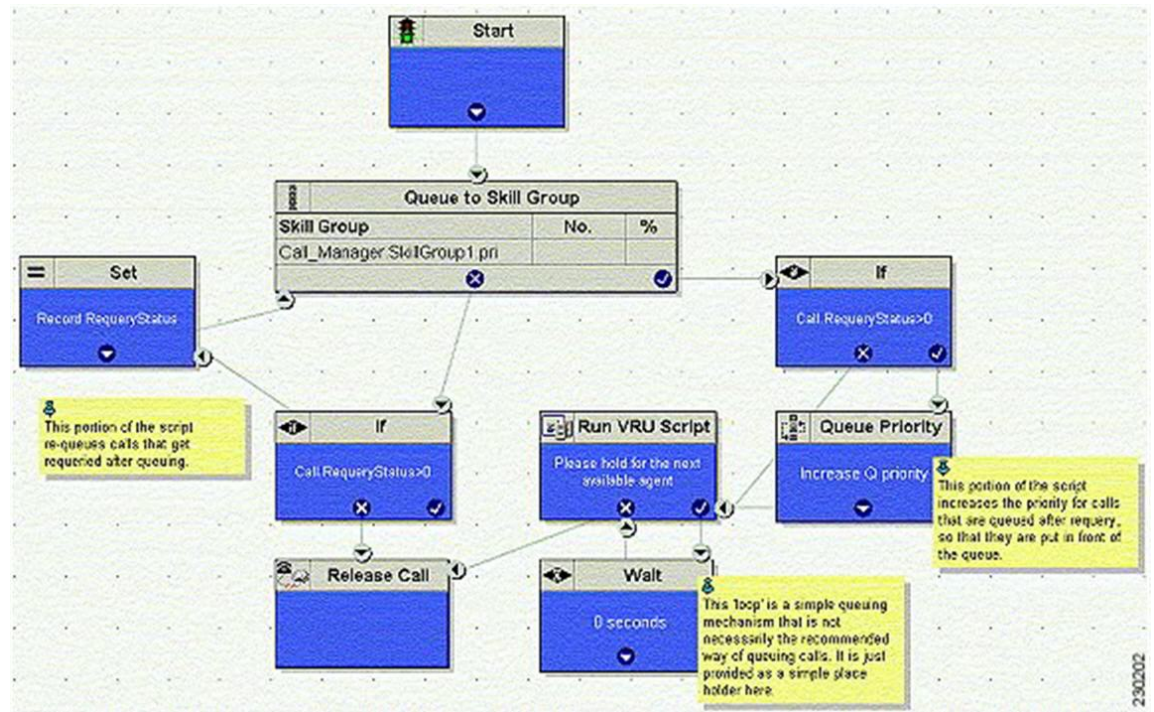 Start
Queue to Skill Group
Skill Group No. %
Call_Manager.SkillGroup1.pri
Set
Record RequeryStatus
If
Call.RequeryStatus>0
This portion of the script
re-queues calls that get
requeried after queuing.
If
Call.RequeryStatus>0
Run VRU Script
Please hold for the next
available agent
Queue Priority
Increase Q priority
This portion of the script
increases the priority for calls
that are queued after requery,
so that they are put in front of
the queue.
Release Call
Wait
0 seconds
This 'loop' is a simple queuing
mechanism that is not
necessarily the recommended
way of queuing calls. It is just
provided as a simple place
holder here.
230202